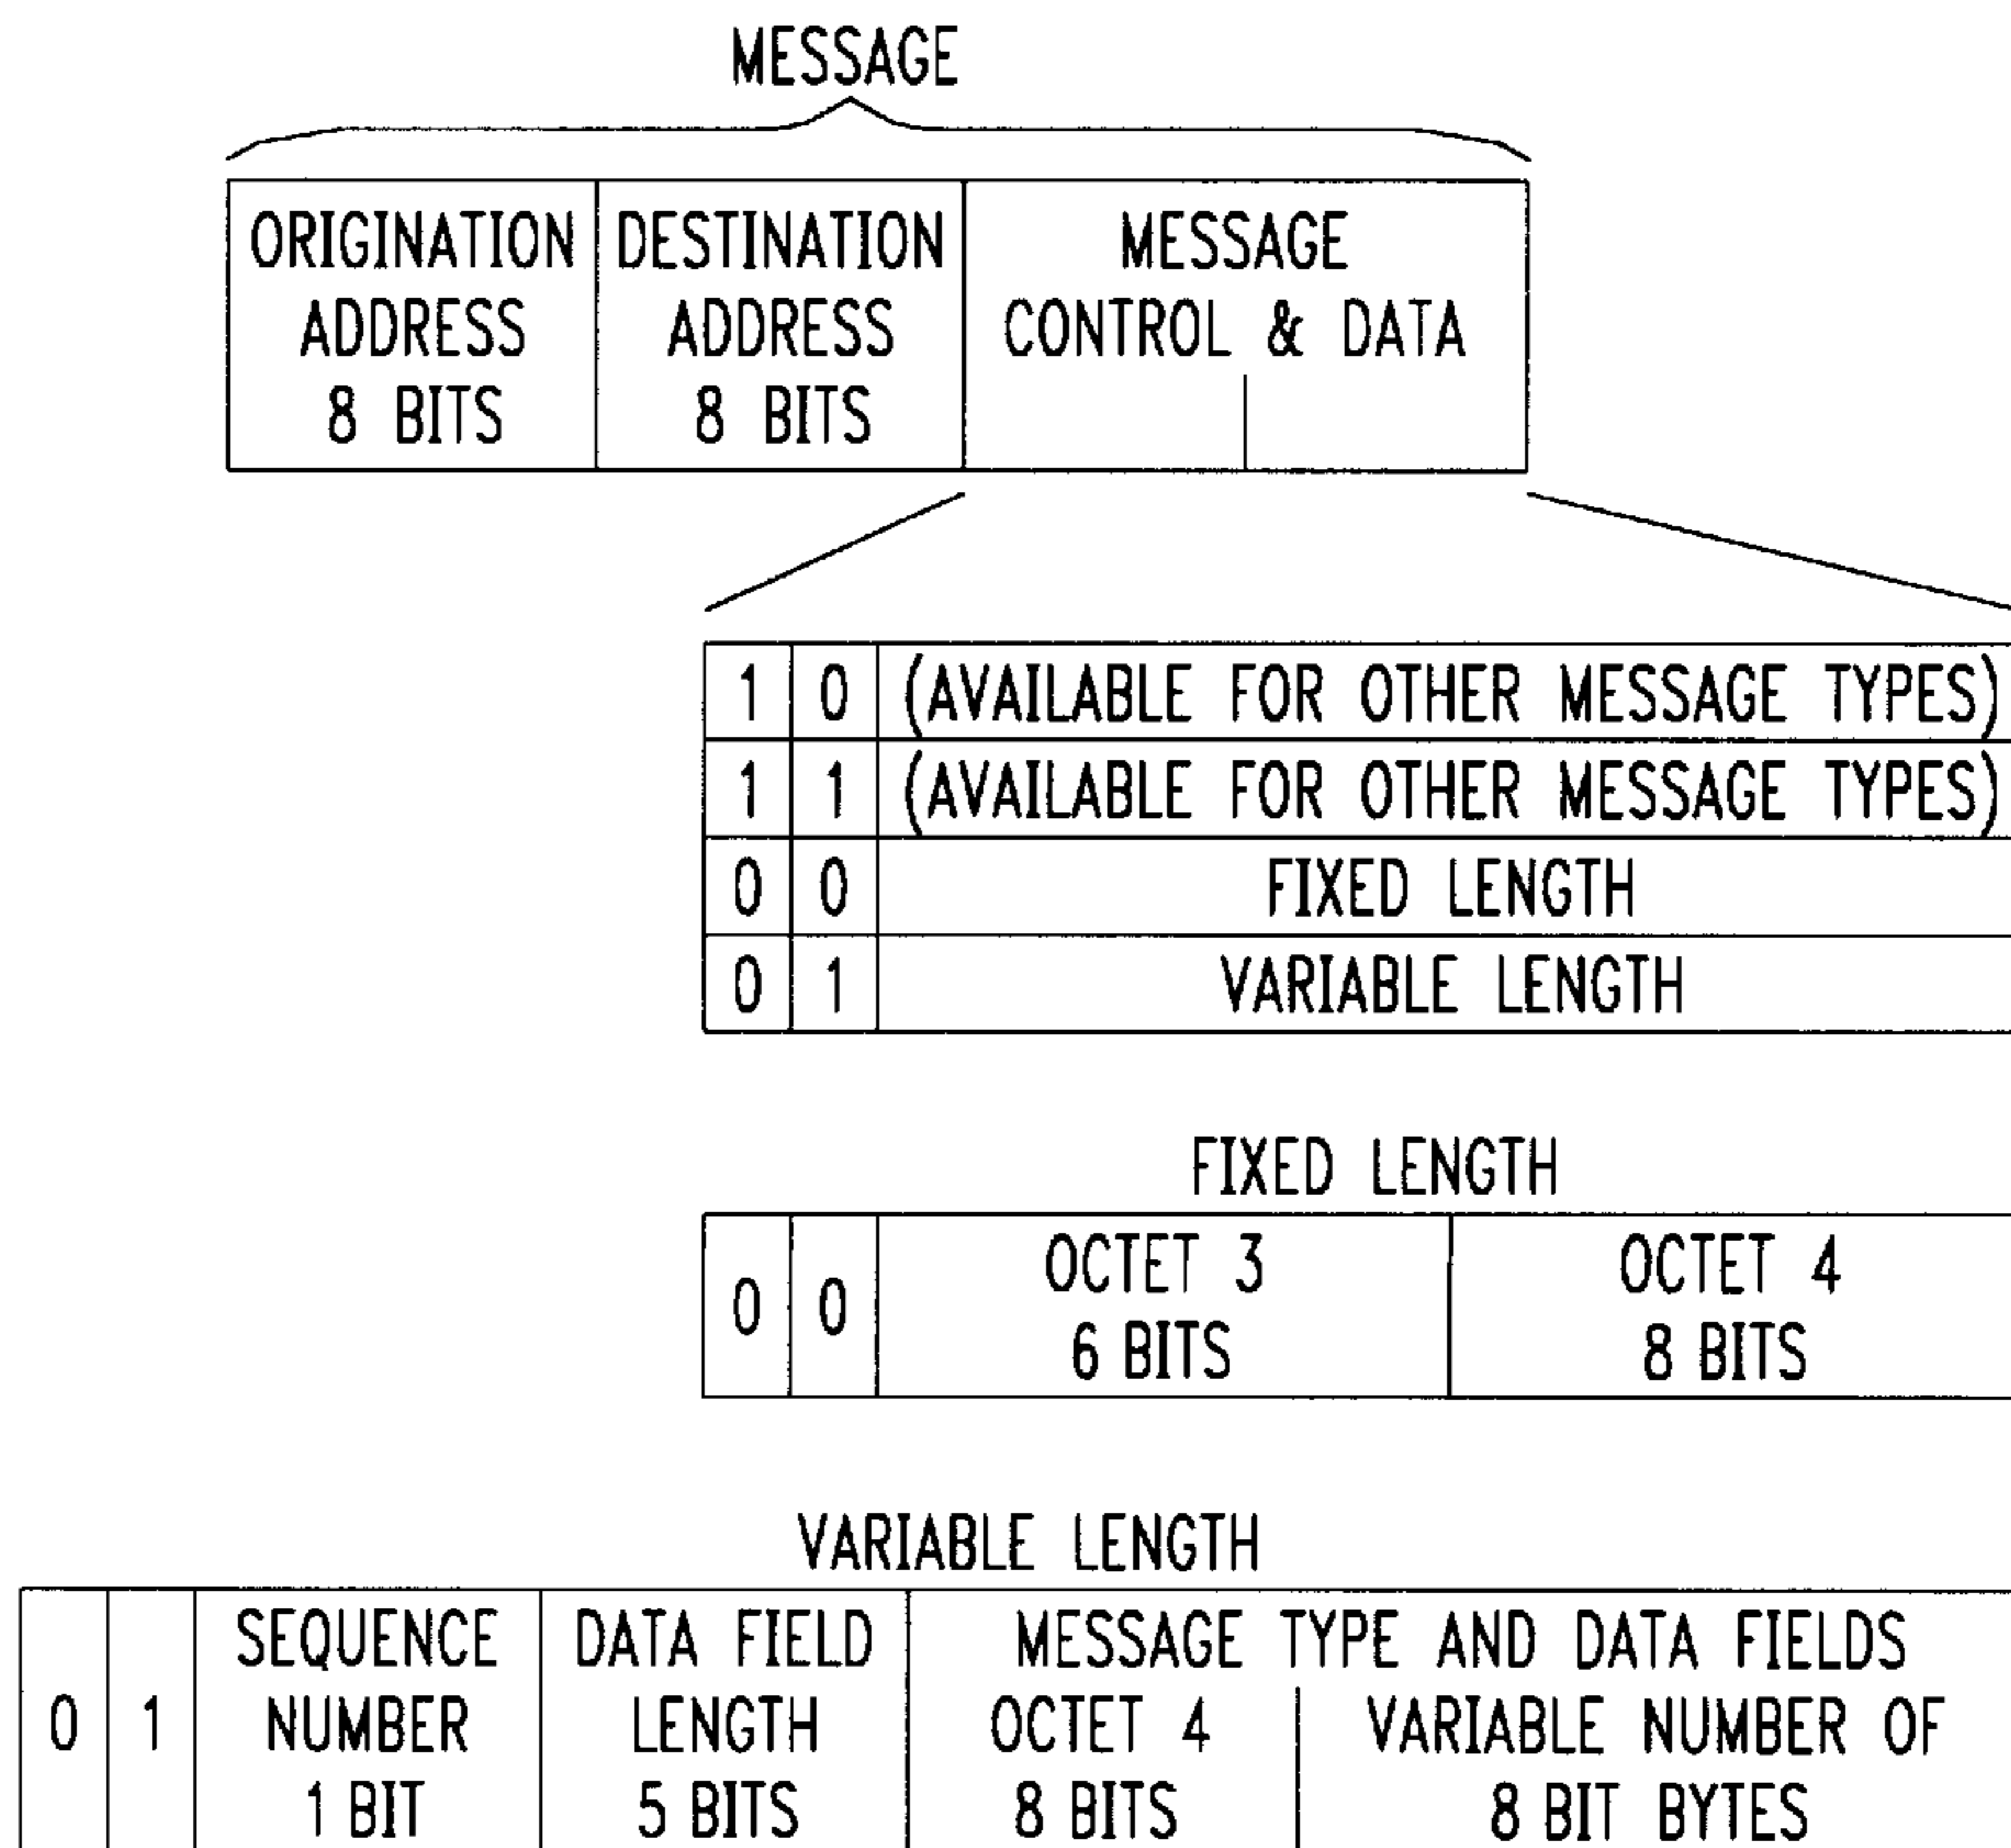 MESSAGE
ORIGINATION
ADDRESS
8 BITS
DESTINATION
ADDRESS
8 BITS
MESSAGE
CONTROL & DATA
1 0 (AVAILABLE FOR OTHER MESSAGE TYPES)
1 1 (AVAILABLE FOR OTHER MESSAGE TYPES)
0 0 FIXED LENGTH
0 1 VARIABLE LENGTH
FIXED LENGTH
0 0
OCTET 3
6 BITS
OCTET 4
8 BITS
VARIABLE LENGTH
0 1
SEQUENCE
NUMBER
1 BIT
DATA FIELD
LENGTH
5 BITS
MESSAGE TYPE AND DATA FIELDS
OCTET 4
8 BITS
VARIABLE NUMBER OF
8 BIT BYTES